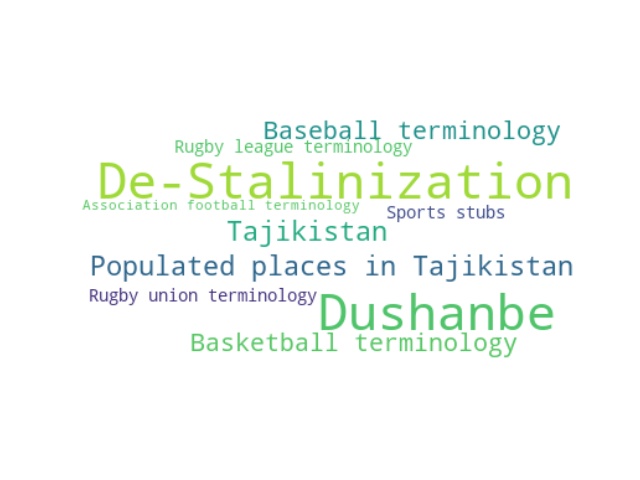 Baseball terminology
Rugby league terminology
De-Stalinization
Association football terminology
Sports stubs
Tajikistan
Populated places in Tajikistan
Rugby union terminology
Dushanbe
Basketball terminology